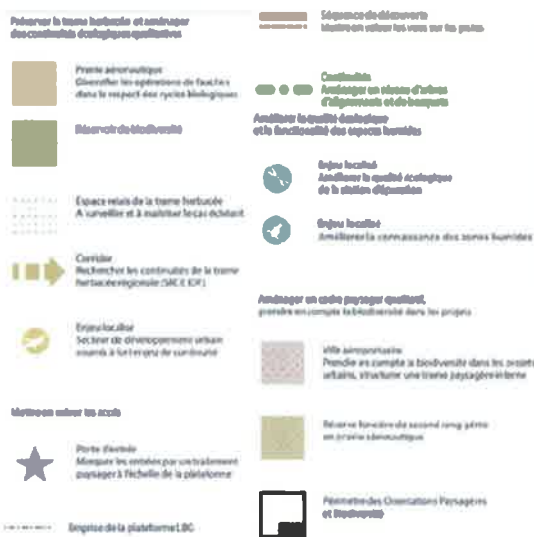 Préserver la trame herbacée et aménager
des continuités écologiques qualitatives
Prairie aéronautique
Diversifier les opérations de fauches
dans le respect des cycles biologiques
Réservoir de biodiversité
Espace relais de la trame herbacée
A surveiller et à maîtriser le cas échéant
Corridor
Rechercher les continuités de la trame
herbacée régionale (SRCE IDF)
Enjeu localisé
Secteur de développement urbain
soumis à fort enjeu de continuité
Mettre en valeur les accès
Porte d'entrée
Marquer les entrées par un traitement
paysager à l'échelle de la plateforme
Emprise de la plateforme LBG
Séquence de découverte
Mettre en valeur les vues sur les pistes
Continuités
Aménager un réseau d'arbres
d'alignements et de bosquets
Améliorer la qualité écologique
et la fonctionnalité des espaces humides
Enjeu localisé
Améliorer la qualité écologique
de la station d'épuration
Enjeu localisé
Améliorer la connaissance des zones humides
Aménager un cadre paysager qualitatif,
prendre en compte la biodiversité dans les projets
Ville aéroportuaire
Prendre en compte la biodiversité dans les projets
urbains, structurer une trame paysagère interne
Réserve foncière de second rang gérée
en prairie aéronautique
Périmètre des Orientations Paysagères
et Biodiversité